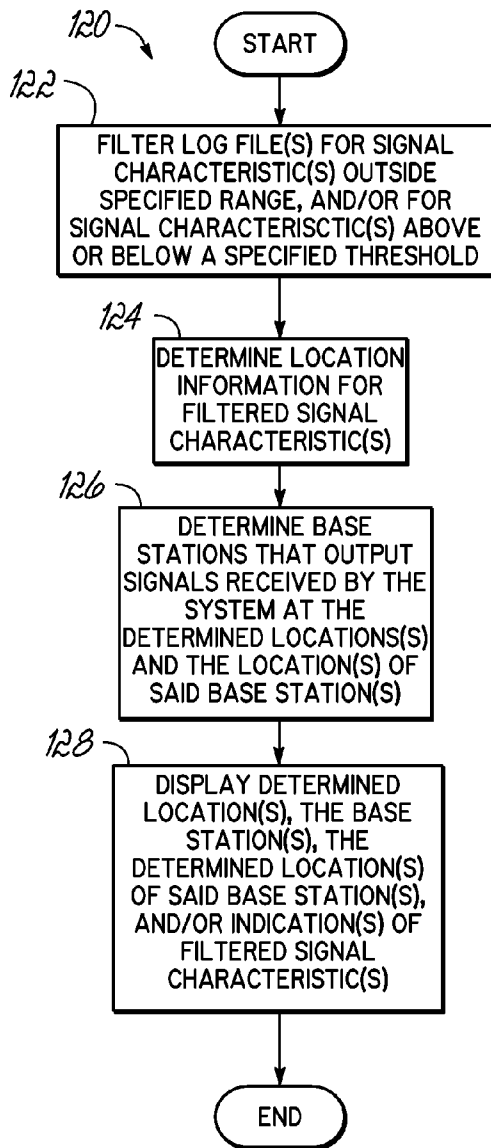 120
START
122
FILTER LOG FILE(S) FOR SIGNAL
CHARACTERISTIC(S) OUTSIDE
SPECIFIED RANGE, AND/OR FOR
SIGNAL CHARACTERISCTIC(S) ABOVE
OR BELOW A SPECIFIED THRESHOLD
124
DETERMINE LOCATION
INFORMATION FOR
FILTERED SIGNAL
CHARACTERISTIC(S)
126
DETERMINE BASE
STATIONS THAT OUTPUT
SIGNALS RECEIVED BY THE
SYSTEM AT THE
DETERMINED LOCATIONS(S)
AND THE LOCATION(S) OF
SAID BASE STATION(S)
128
DISPLAY DETERMINED
LOCATION(S), THE BASE
STATION(S), THE
DETERMINED LOCATION(S)
OF SAID BASE STATION(S),
AND/OR INDICATION(S) OF
FILTERED SIGNAL
CHARACTERISTIC(S)
END